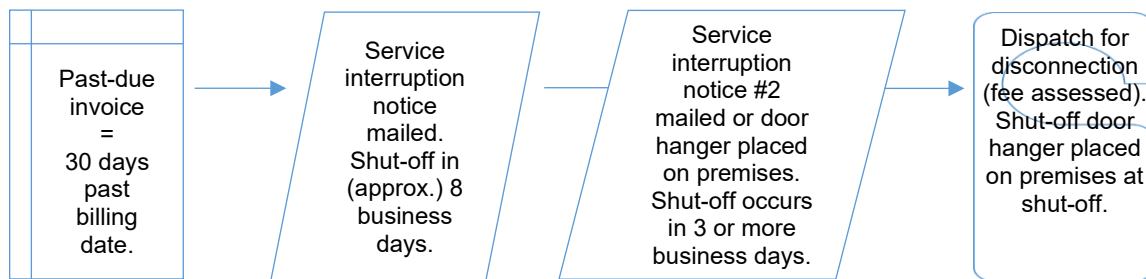 Past-due
invoice
=
30 days
past
billing
date.
Service
interruption
notice
mailed.
Shut-off in
(approx.) 8
business
days.
Service
interruption
notice #2
mailed or door
hanger placed
on premises.
Shut-off occurs
in 3 or more
business days.
Dispatch for
disconnection
(fee assessed).
Shut-off door
hanger placed
on premises at
shut-off.